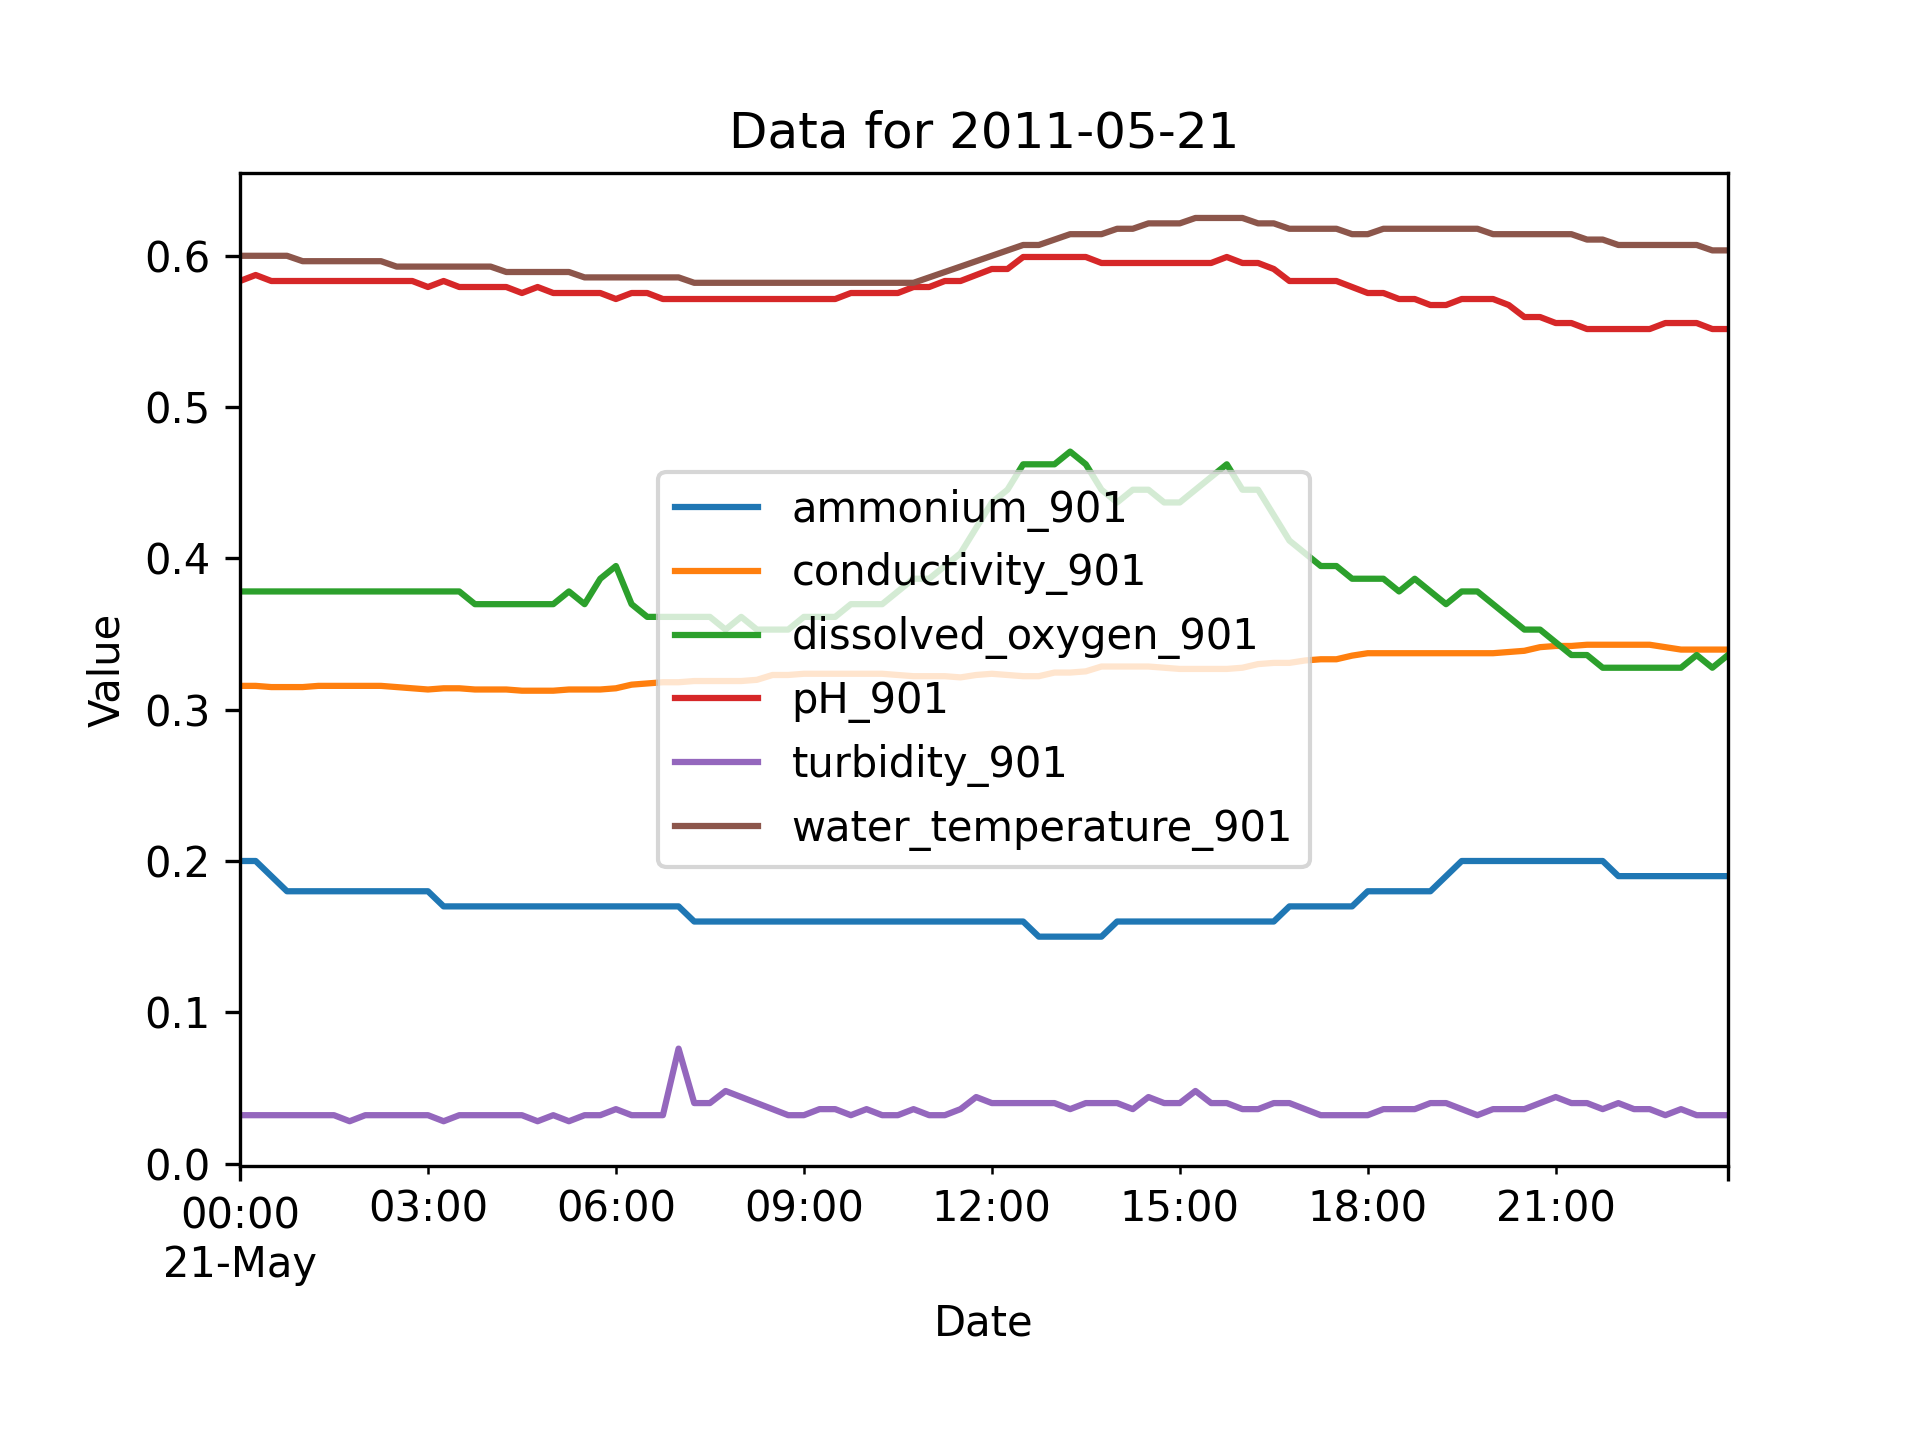 Data for 2011-05-21
Value
0.6
0.5
0.4
0.3
0.2
0.1
0.0
ammonium_901
conductivity_901
dissolved_oxygen_901
pH_901
turbidity_901
water_temperature_901
00:00 03:00 06:00 09:00 12:00 15:00 18:00 21:00
21-May
Date